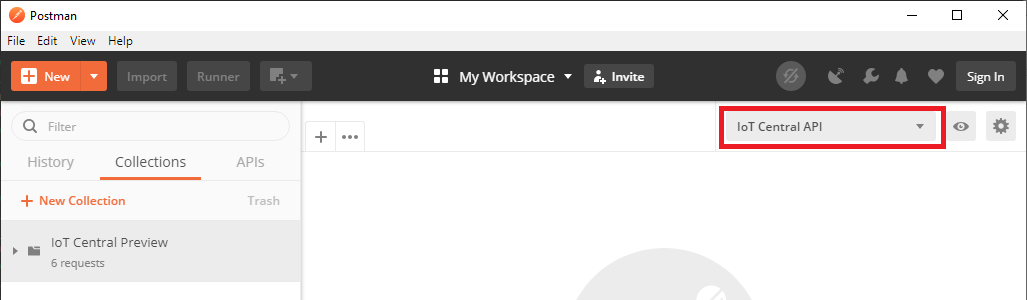 Postman
File Edit View Help
New Import Runner My Workspace Invite Sign In
Filter
IoT Central API
History Collections APIs
New Collection Trash
IoT Central Preview
6 requests